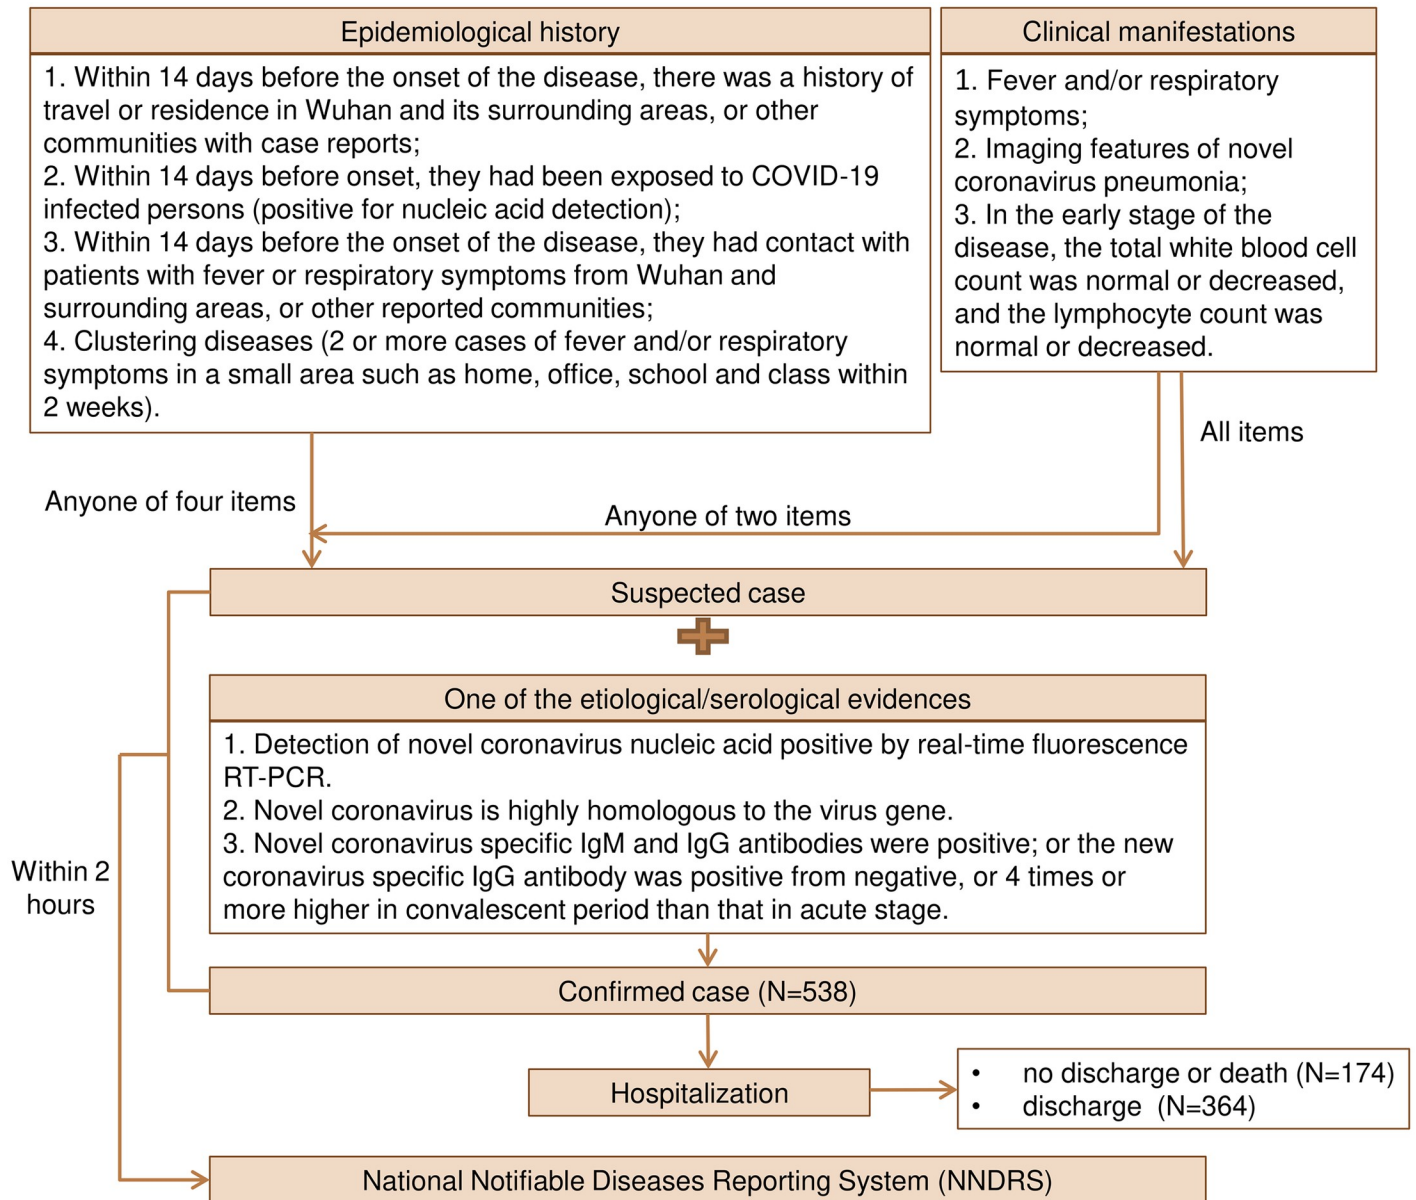 Epidemiological history
1. Within 14 days before the onset of the disease, there was a history of
travel or residence in Wuhan and its surrounding areas, or other
communities with case reports;
2. Within 14 days before onset, they had been exposed to COVID-19
infected persons (positive for nucleic acid detection);
3. Within 14 days before the onset of the disease, they had contact with
patients with fever or respiratory symptoms from Wuhan and
surrounding areas, or other reported communities;
4. Clustering diseases (2 or more cases of fever and/or respiratory
symptoms in a small area such as home, office, school and class within
2 weeks).
Clinical manifestations
1. Fever and/or respiratory
symptoms;
2. Imaging features of novel
coronavirus pneumonia;
3. In the early stage of the
disease, the total white blood cell
count was normal or decreased,
and the lymphocyte count was
normal or decreased.
All items
Anyone of four items
Anyone of two items
Suspected case
One of the etiological/serological evidences
1. Detection of novel coronavirus nucleic acid positive by real-time fluorescence
RT-PCR.
2. Novel coronavirus is highly homologous to the virus gene.
3. Novel coronavirus specific IgM and IgG antibodies were positive; or the new
coronavirus specific IgG antibody was positive from negative, or 4 times or
more higher in convalescent period than that in acute stage.
Within 2
hours
Confirmed case (N=538)
Hospitalization
• no discharge or death (N=174)
• discharge (N=364)
National Notifiable Diseases Reporting System (NNDRS)